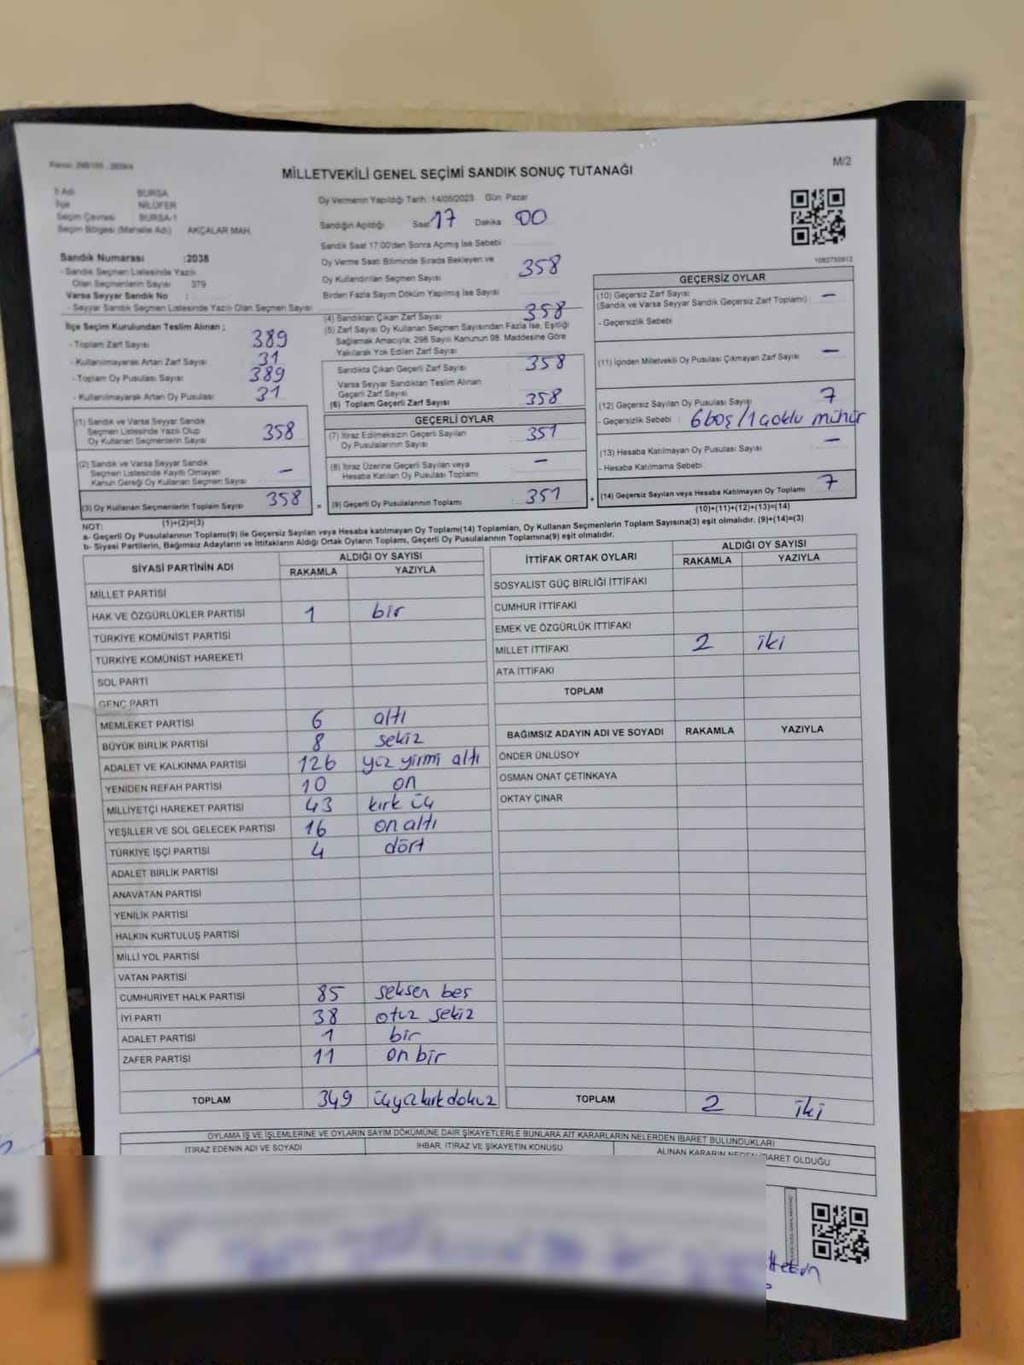 MİLLETVEKİLİ GENEL SEÇİMİ SANDIK SONUÇ TUTANAĞI
M/2
İl Adı BURSA
İlçe NİLÜFER
Seçim Çevresi BURSA-1
Seçim Bölgesi (Mahalle Adı) AKÇALAR MAH.
Sandık Numarası :2038
- Sandık Seçmen Listesinde Yazılı
Olan Seçmenlerin Sayısı 379
Varsa Seyyar Sandık No :
- Seyyar Sandık Seçmen Listesinde Yazılı Olan Seçmen Sayısı
Oy Vermenin Yapıldığı Tarih: 14/05/2023 Gün Pazar
Sandığın Açıldığı Saat 17 Dakika 00
Sandık Saat 17:00'den Sonra Açılmış İse Sebebi
Oy Verme Saati Bitiminde Sırada Bekleyen ve
Oy Kullandırılan Seçmen Sayısı 358
Birden Fazla Sayım Döküm Yapılmış İse Sayısı
İlçe Seçim Kurulundan Teslim Alınan ;
- Toplam Zarf Sayısı 389
- Kullanılmayarak Artan Zarf Sayısı 31
- Toplam Oy Pusulası Sayısı 389
- Kullanılmayarak Artan Oy Pusulası 31
(1) Sandık ve Varsa Seyyar Sandık
Seçmen Listesinde Yazılı Olup
Oy Kullanan Seçmenlerin Sayısı 358
(2) Sandık ve Varsa Seyyar Sandık
Seçmen Listesinde Kayıtlı Olmayan
Kanun Gereği Oy Kullanan Seçmen Sayısı -
(3) Oy Kullanan Seçmenlerin Toplam Sayısı 358
(1)+(2)=(3)
(4) Sandıktan Çıkan Zarf Sayısı 358
(5) Zarf Sayısı Oy Kullanan Seçmen Sayısından Fazla İse, Eşitliği
Sağlamak Amacıyla; 298 Sayılı Kanunun 98. Maddesine Göre
Yakılarak Yok Edilen Zarf Sayısı
Sandıkta Çıkan Geçerli Zarf Sayısı 358
Varsa Seyyar Sandıktan Teslim Alınan
Geçerli Zarf Sayısı
(6) Toplam Geçerli Zarf Sayısı 358
GEÇERLİ OYLAR
(7) İtiraz Edilmeksizin Geçerli Sayılan
Oy Pusulalarının Sayısı 351
(8) İtiraz Üzerine Geçerli Sayılan veya
Hesaba Katılan Oy Pusulası Toplamı -
= (9) Geçerli Oy Pusulalarının Toplamı 351 +
1082750912
GEÇERSİZ OYLAR
(10) Geçersiz Zarf Sayısı -
(Sandık ve Varsa Seyyar Sandık Geçersiz Zarf Toplamı)
- Geçersizlik Sebebi
(11) İçinden Milletvekili Oy Pusulası Çıkmayan Zarf Sayısı -
(12) Geçersiz Sayılan Oy Pusulası Sayısı 7
- Geçersizlik Sebebi : 6 boş / 1 çoklu mühür
(13) Hesaba Katılmayan Oy Pusulası Sayısı -
- Hesaba Katılmama Sebebi
(14) Geçersiz Sayılan veya Hesaba Katılmayan Oy Toplamı 7
(10)+(11)+(12)+(13)=(14)
NOT:
a- Geçerli Oy Pusulalarının Toplamı(9) ile Geçersiz Sayılan veya Hesaba katılmayan Oy Toplamı(14) Toplamları, Oy Kullanan Seçmenlerin Toplam Sayısına(3) eşit olmalıdır. (9)+(14)=(3)
b- Siyasi Partilerin, Bağımsız Adayların ve İttifakların Aldığı Ortak Oyların Toplamı, Geçerli Oy Pusulalarının Toplamına(9) eşit olmalıdır.
SİYASİ PARTİNİN ADI ALDIĞI OY SAYISI
RAKAMLA YAZIYLA
MİLLET PARTİSİ
HAK VE ÖZGÜRLÜKLER PARTİSİ 1 bir
TÜRKİYE KOMÜNİST PARTİSİ
TÜRKİYE KOMÜNİST HAREKETİ
SOL PARTİ
GENÇ PARTİ
MEMLEKET PARTİSİ 6 altı
BÜYÜK BİRLİK PARTİSİ 8 sekiz
ADALET VE KALKINMA PARTİSİ 126 yüz yirmi altı
YENİDEN REFAH PARTİSİ 10 on
MİLLİYETÇİ HAREKET PARTİSİ 43 kırk üç
YEŞİLLER VE SOL GELECEK PARTİSİ 16 on altı
TÜRKİYE İŞÇİ PARTİSİ 4 dört
ADALET BİRLİK PARTİSİ
ANAVATAN PARTİSİ
YENİLİK PARTİSİ
HALKIN KURTULUŞ PARTİSİ
MİLLİ YOL PARTİSİ
VATAN PARTİSİ
CUMHURİYET HALK PARTİSİ 85 seksen beş
İYİ PARTİ 38 otuz sekiz
ADALET PARTİSİ 1 bir
ZAFER PARTİSİ 11 on bir
TOPLAM 349 üçyüzkırkdokuz
İTTİFAK ORTAK OYLARI ALDIĞI OY SAYISI
RAKAMLA YAZIYLA
SOSYALİST GÜÇ BİRLİĞİ İTTİFAKI
CUMHUR İTTİFAKI
EMEK VE ÖZGÜRLÜK İTTİFAKI
MİLLET İTTİFAKI 2 iki
ATA İTTİFAKI
TOPLAM
BAĞIMSIZ ADAYIN ADI VE SOYADI RAKAMLA YAZIYLA
ÖNDER ÜNLÜSOY
OSMAN ONAT ÇETİNKAYA
OKTAY ÇINAR
TOPLAM 2 iki
OYLAMA İŞ VE İŞLEMLERİNE VE OYLARIN SAYIM DÖKÜMÜNE DAİR ŞİKAYETLERLE BUNLARA AİT KARARLARIN NELERDEN İBARET BULUNDUKLARI
İTİRAZ EDENİN ADI VE SOYADI İHBAR, İTİRAZ VE ŞİKAYETİN KONUSU ALINAN KARARIN NEDEN İBARET OLDUĞU